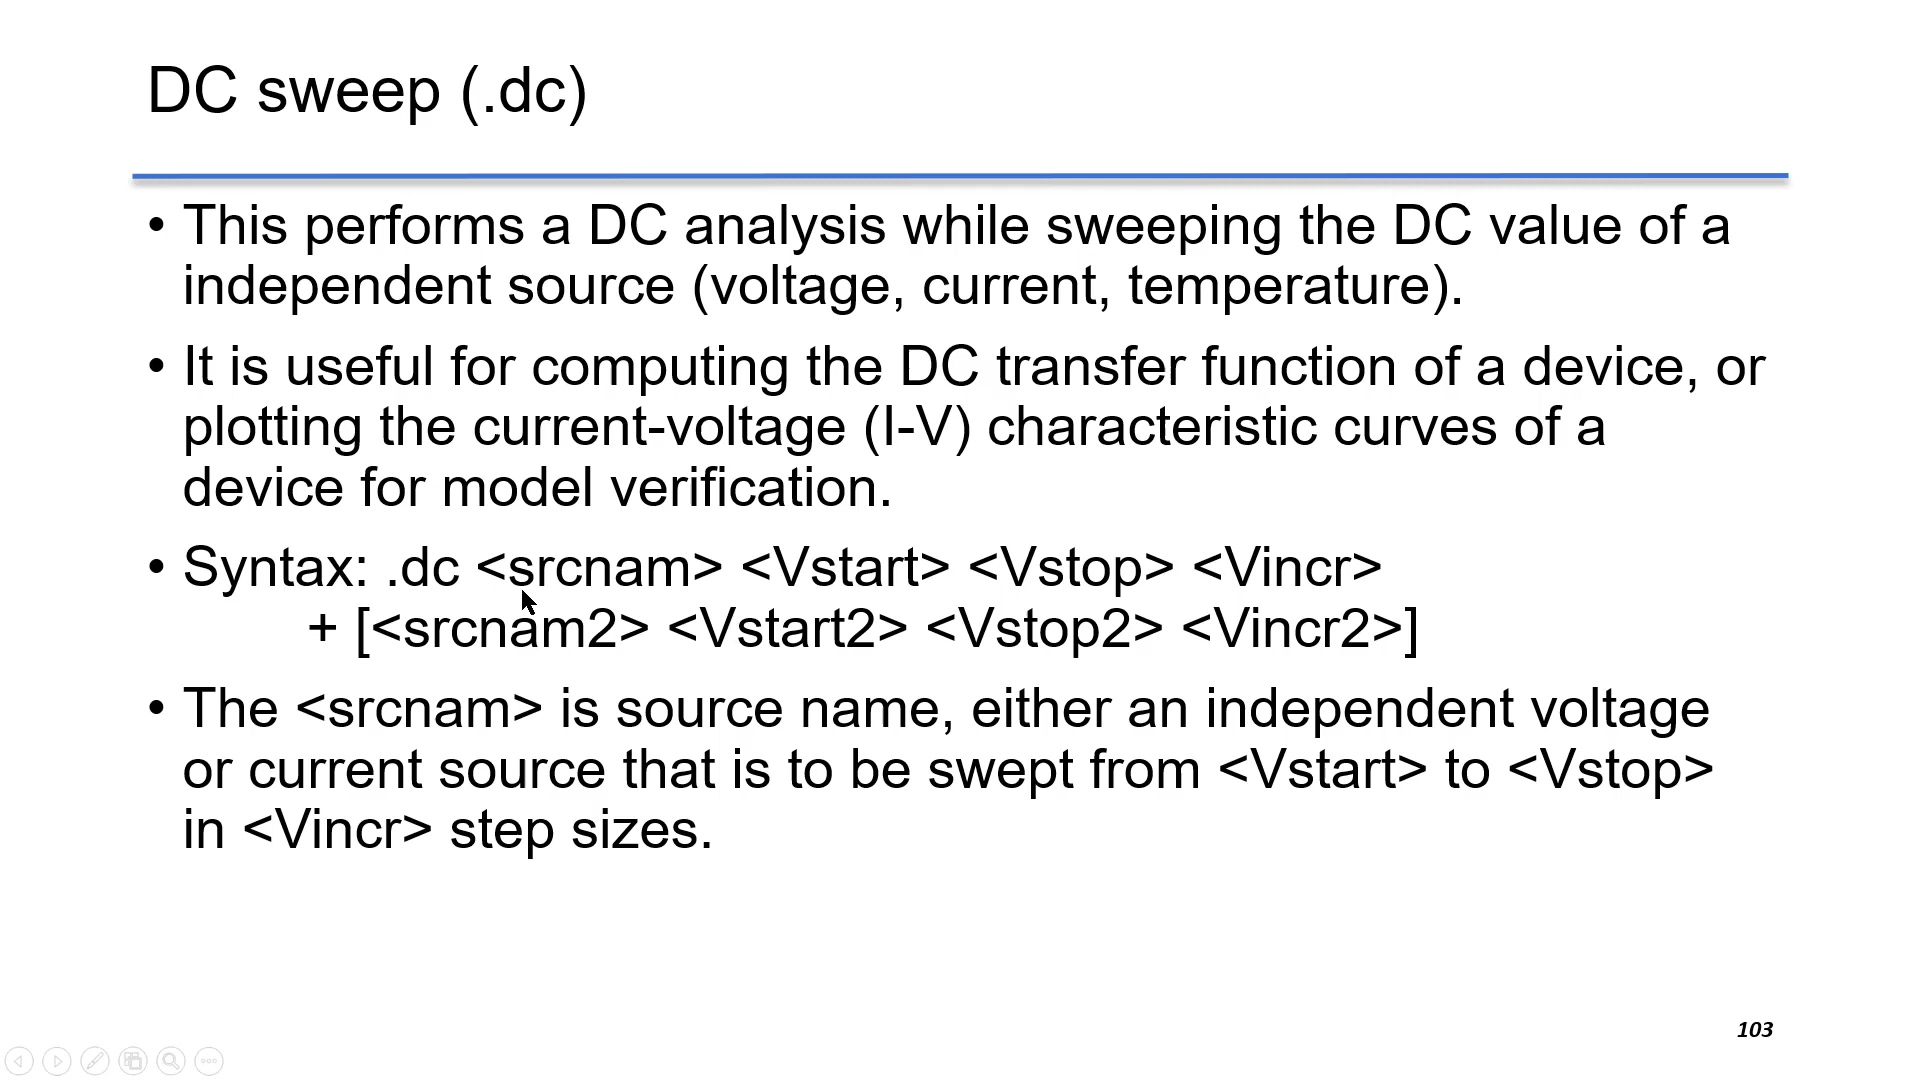 DC sweep (.dc)
• This performs a DC analysis while sweeping the DC value of a
independent source (voltage, current, temperature).
• It is useful for computing the DC transfer function of a device, or
plotting the current-voltage (I-V) characteristic curves of a
device for model verification.
• Syntax: .dc <srcnam> <Vstart> <Vstop> <Vincr>
+ [<srcnam2> <Vstart2> <Vstop2> <Vincr2>]
• The <srcnam> is source name, either an independent voltage
or current source that is to be swept from <Vstart> to <Vstop>
in <Vincr> step sizes.
103